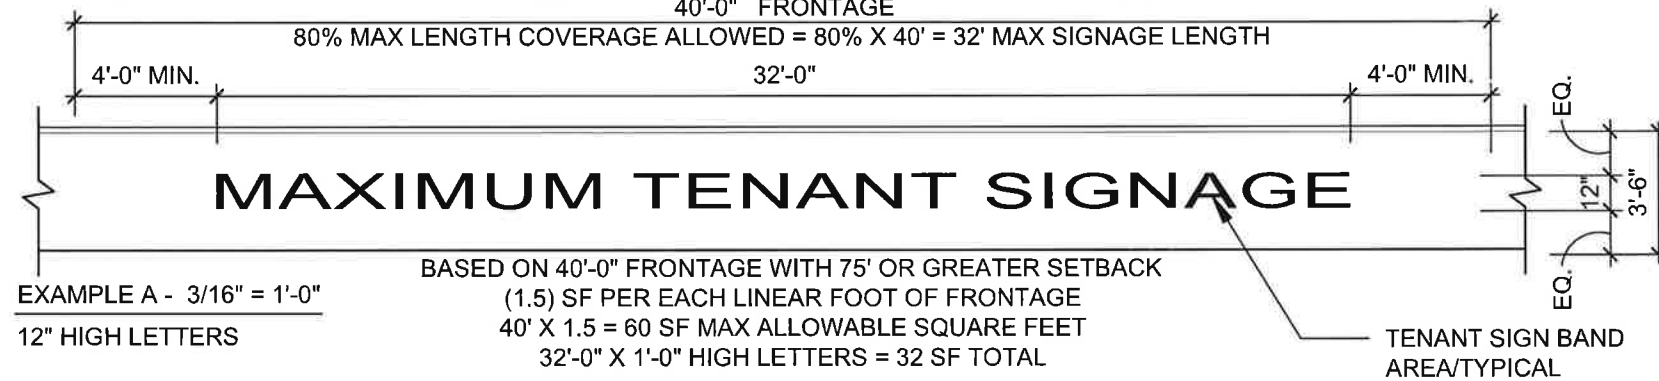 40'-0" FRONTAGE
80% MAX LENGTH COVERAGE ALLOWED = 80% X 40' = 32' MAX SIGNAGE LENGTH
4'-0" MIN.
32'-0"
4'-0" MIN.
EQ.
MAXIMUM TENANT SIGNAGE
12"
3'-6"
EQ.
BASED ON 40'-0" FRONTAGE WITH 75' OR GREATER SETBACK
(1.5) SF PER EACH LINEAR FOOT OF FRONTAGE
40' X 1.5 = 60 SF MAX ALLOWABLE SQUARE FEET
32'-0" X 1'-0" HIGH LETTERS = 32 SF TOTAL
EXAMPLE A - 3/16" = 1'-0"
12" HIGH LETTERS
TENANT SIGN BAND
AREA/TYPICAL